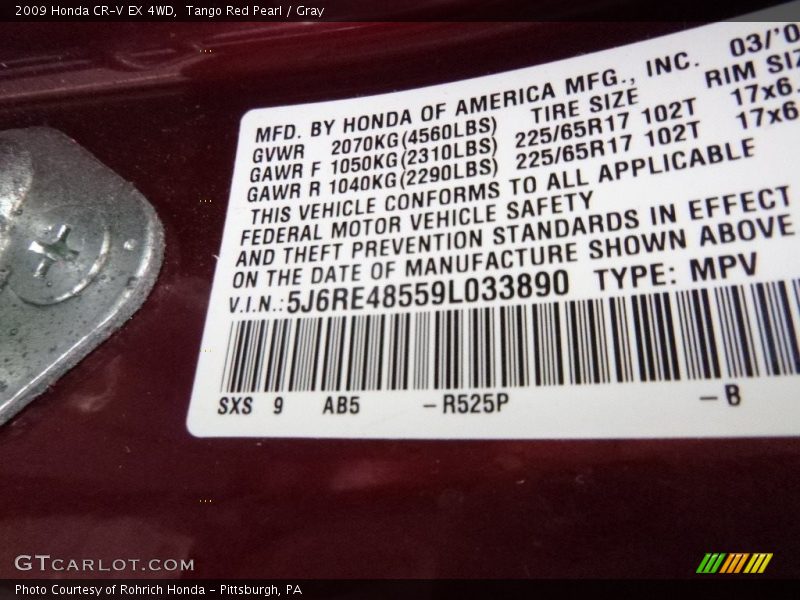 2009 Honda CR-V EX 4WD,  Tango Red Pearl / Gray
MFD. BY HONDA OF AMERICA MFG., INC. 03/'0
GVWR 2070KG(4560LBS) TIRE SIZE RIM SIZ
GAWR F 1050KG(2310LBS) 225/65R17 102T 17x6.
GAWR R 1040KG(2290LBS) 225/65R17 102T 17x6.
THIS VEHICLE CONFORMS TO ALL APPLICABLE
FEDERAL MOTOR VEHICLE SAFETY
AND THEFT PREVENTION STANDARDS IN EFFECT
ON THE DATE OF MANUFACTURE SHOWN ABOVE
V.I.N.:5J6RE48559L033890 TYPE: MPV
SXS 9 AB5 -R525P -B
GTCARLOT.COM
Photo Courtesy of Rohrich Honda - Pittsburgh, PA